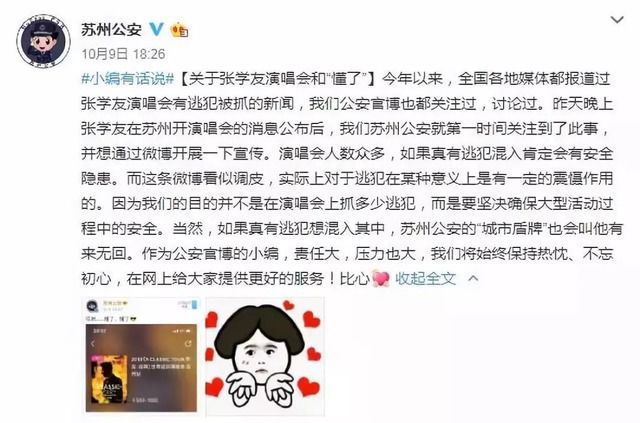 苏州公安
10月9日 18:26
#小编有话说#【关于张学友演唱会和“懂了”】今年以来，全国各地媒体都报道过
张学友演唱会有逃犯被抓的新闻，我们公安官博也都关注过，讨论过。昨天晚上
张学友在苏州开演唱会的消息公布后，我们苏州公安就第一时间关注到了此事，
并想通过微博开展一下宣传。演唱会人数众多，如果真有逃犯混入肯定会有安全
隐患。而这条微博看似调皮，实际上对于逃犯在某种意义上是有一定的震慑作用
的。因为我们的目的并不是在演唱会上抓多少逃犯，而是要坚决确保大型活动过
程中的安全。当然，如果真有逃犯想混入其中，苏州公安的“城市盾牌”也会叫他有
来无回。作为公安官博的小编，责任大，压力也大，我们将始终保持热忱、不忘
初心，在网上给大家提供更好的服务！比心 收起全文
苏州公安